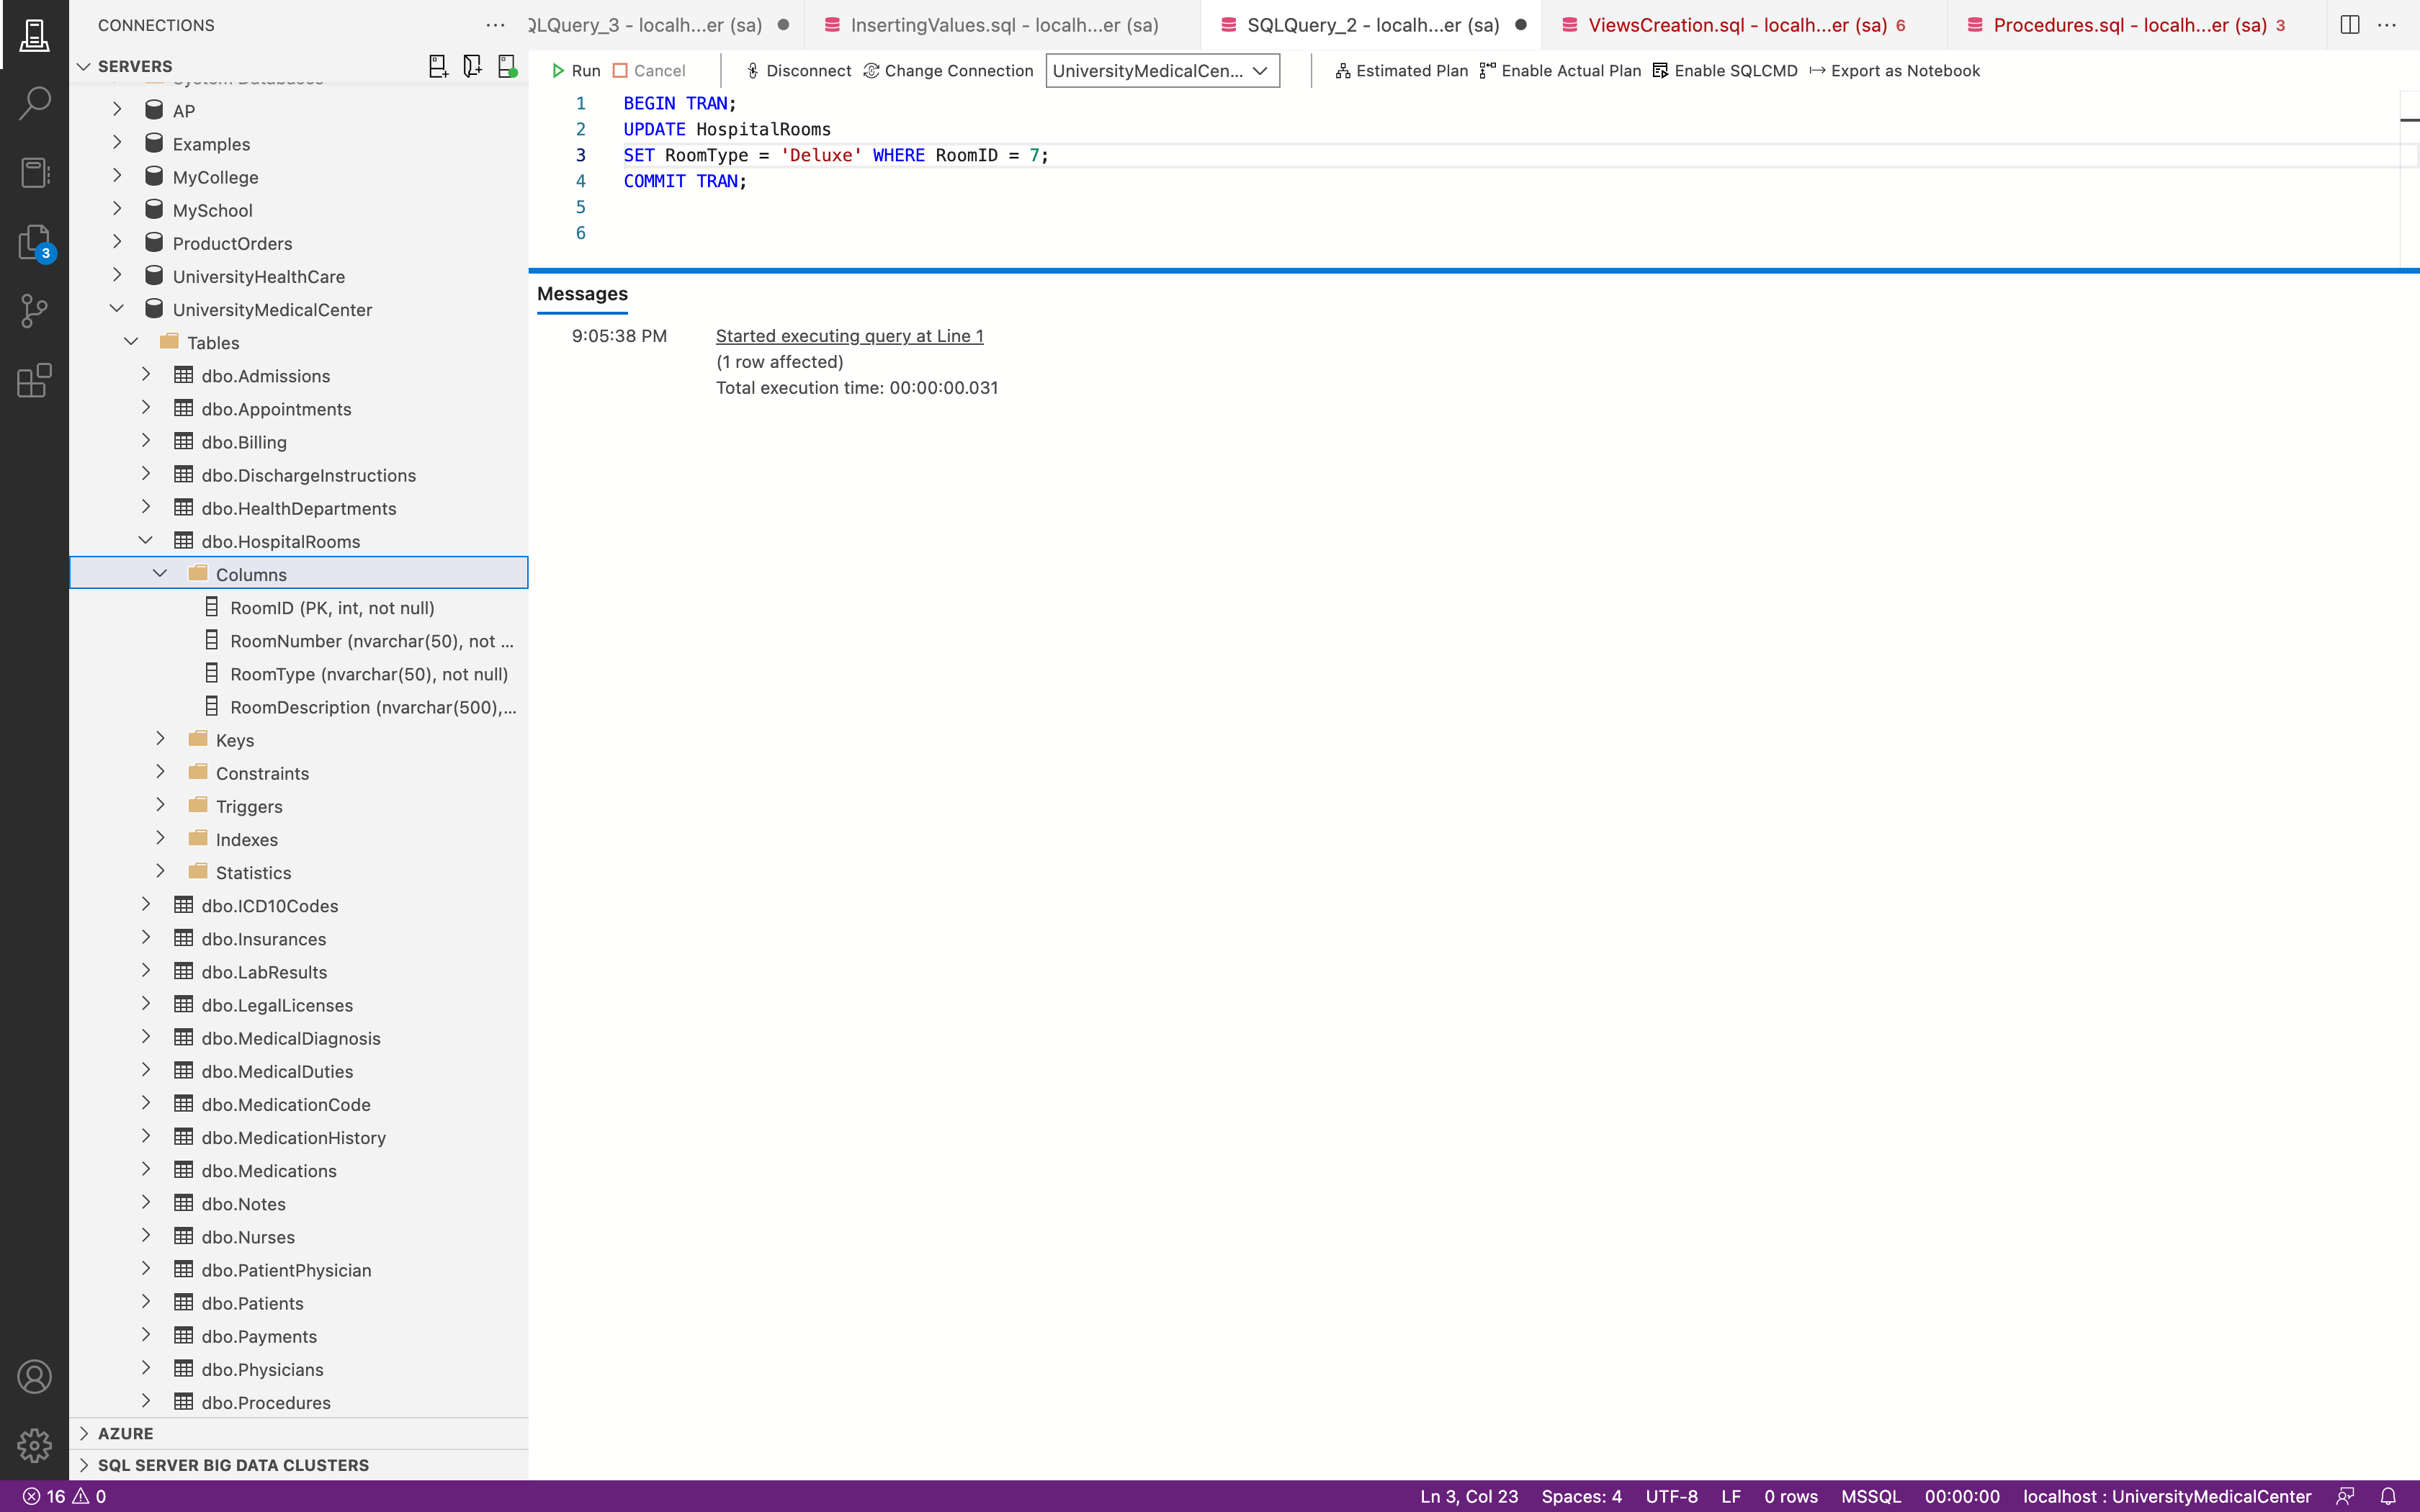 CONNECTIONS
SERVERS
System Databases
AP
Examples
MyCollege
MySchool
ProductOrders
UniversityHealthCare
UniversityMedicalCenter
Tables
dbo.Admissions
dbo.Appointments
dbo.Billing
dbo.DischargeInstructions
dbo.HealthDepartments
dbo.HospitalRooms
Columns
RoomID (PK, int, not null)
RoomNumber (nvarchar(50), not ...
RoomType (nvarchar(50), not null)
RoomDescription (nvarchar(500),...
Keys
Constraints
Triggers
Indexes
Statistics
dbo.ICD10Codes
dbo.Insurances
dbo.LabResults
dbo.LegalLicenses
dbo.MedicalDiagnosis
dbo.MedicalDuties
dbo.MedicationCode
dbo.MedicationHistory
dbo.Medications
dbo.Notes
dbo.Nurses
dbo.PatientPhysician
dbo.Patients
dbo.Payments
dbo.Physicians
dbo.Procedures
AZURE
SQL SERVER BIG DATA CLUSTERS
3
QLQuery_3 - localh...er (sa)
InsertingValues.sql - localh...er (sa)
SQLQuery_2 - localh...er (sa)
ViewsCreation.sql - localh...er (sa) 6
Procedures.sql - localh...er (sa) 3
Run Cancel Disconnect Change Connection UniversityMedicalCen... Estimated Plan Enable Actual Plan Enable SQLCMD Export as Notebook
1 BEGIN TRAN;
2 UPDATE HospitalRooms
3 SET RoomType = 'Deluxe' WHERE RoomID = 7;
4 COMMIT TRAN;
5
6
Messages
9:05:38 PM Started executing query at Line 1
(1 row affected)
Total execution time: 00:00:00.031
16 0 Ln 3, Col 23 Spaces: 4 UTF-8 LF 0 rows MSSQL 00:00:00 localhost : UniversityMedicalCenter